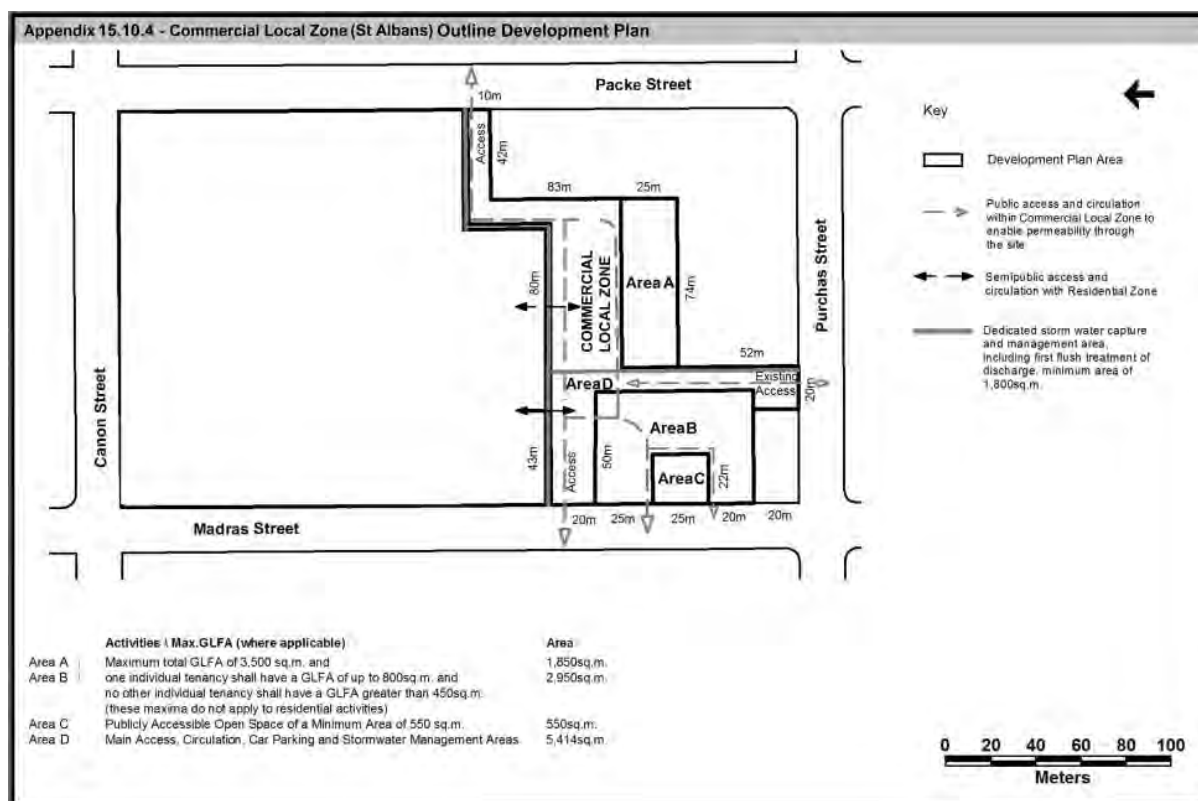 Appendix 15.10.4 - Commercial Local Zone (St Albans) Outline Development Plan
Packe Street
10m
Access
42m
83m
25m
COMMERCIAL
LOCAL ZONE
Area A
80m
74m
52m
Area D
Existing
Access
20m
Area B
43m
Access
50m
Area C
22m
20m
25m
25m
20m
20m
Canon Street
Madras Street
Purchas Street
Key
Development Plan Area
Public access and circulation
within Commercial Local Zone to
enable permeability through
the site
Semipublic access and
circulation with Residential Zone
Dedicated storm water capture
and management area,
including first flush treatment of
discharge, minimum area of
1,800sq.m.
Activities \ Max.GLFA (where applicable) Area
Area A Maximum total GLFA of 3,500 sq.m. and 1,850sq.m.
Area B one individual tenancy shall have a GLFA of up to 800sq.m. and 2,950sq.m.
no other individual tenancy shall have a GLFA greater than 450sq.m.
(these maxima do not apply to residential activities)
Area C Publicly Accessible Open Space of a Minimum Area of 550 sq.m. 550sq.m.
Area D Main Access, Circulation, Car Parking and Stormwater Management Areas 5,414sq.m.
0 20 40 60 80 100
Meters